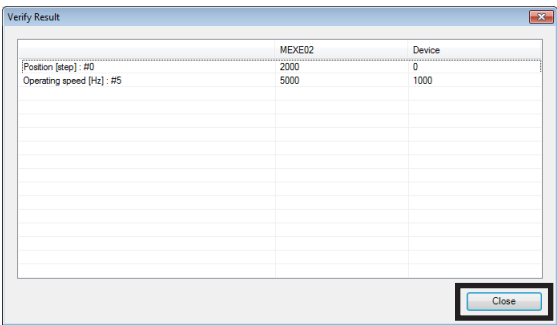 Verify Result
MEXE02 Device
Position [step] : #0 2000 0
Operating speed [Hz] : #5 5000 1000
Close